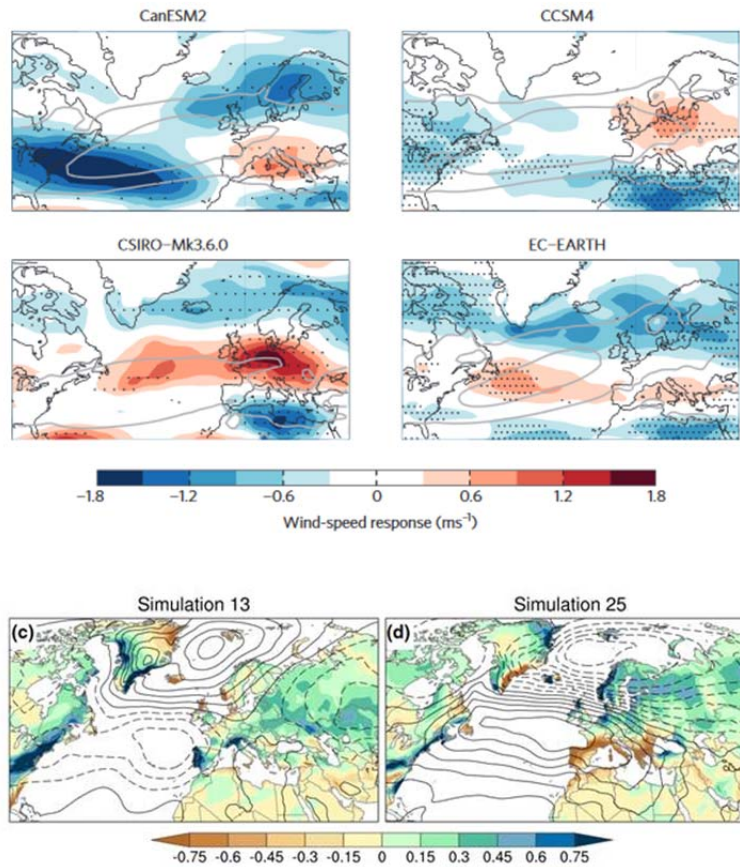 CanESM2 CCSM4
CSIRO-Mk3.6.0 EC-EARTH
−1.8 −1.2 −0.6 0 0.6 1.2 1.8
Wind-speed response (ms⁻¹)
Simulation 13 Simulation 25
(c) (d)
-0.75 -0.6 -0.45 -0.3 -0.15 0 0.15 0.3 0.45 0.6 0.75